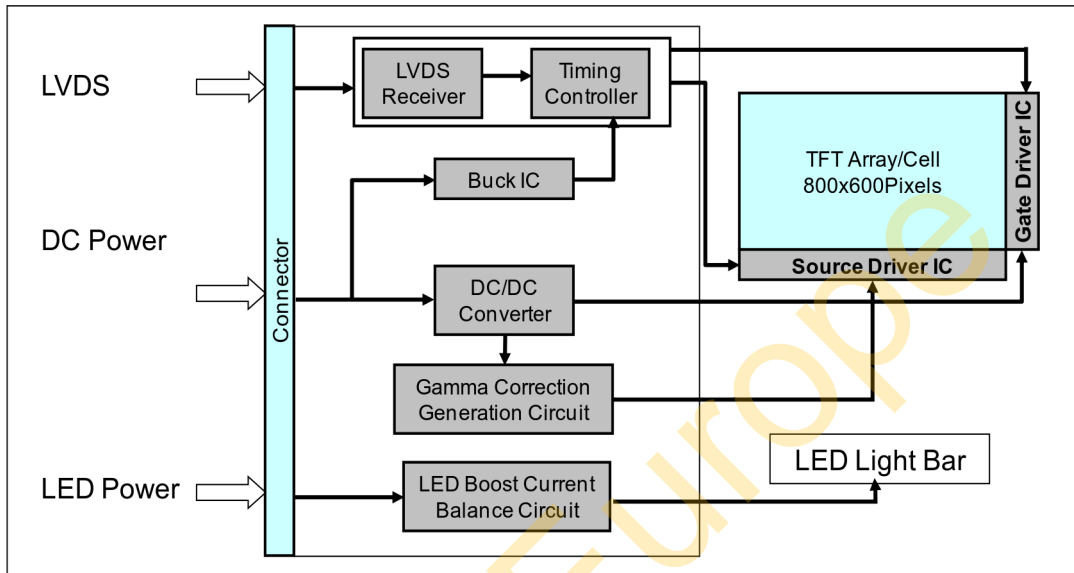 LVDS
DC Power
LED Power
Connector
LVDS
Receiver
Timing
Controller
Buck IC
DC/DC
Converter
Gamma Correction
Generation Circuit
LED Boost Current
Balance Circuit
TFT Array/Cell
800x600Pixels
Gate Driver IC
Source Driver IC
LED Light Bar
Europe